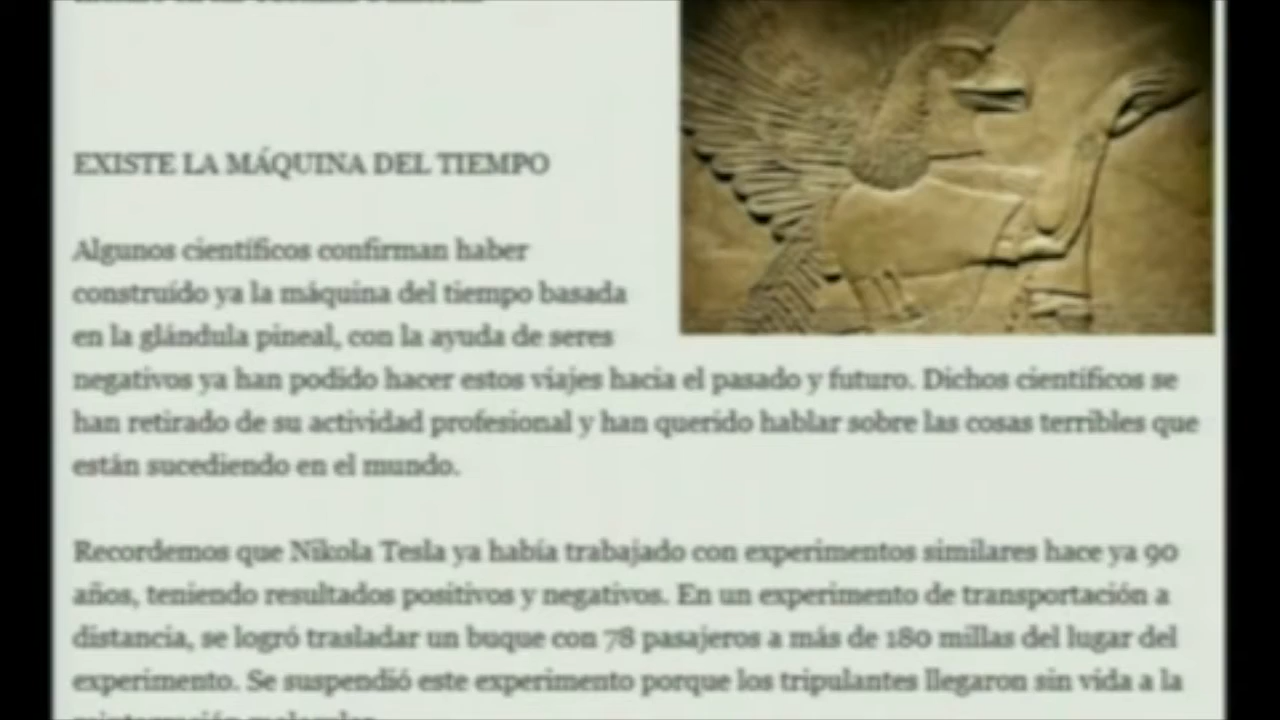 EXISTE LA MÁQUINA DEL TIEMPO
Algunos científicos confirman haber
construído ya la máquina del tiempo basada
en la glándula pineal, con la ayuda de seres
negativos ya han podido hacer estos viajes hacia el pasado y futuro. Dichos científicos se
han retirado de su actividad profesional y han querido hablar sobre las cosas terribles que
están sucediendo en el mundo.
Recordemos que Nikola Tesla ya había trabajado con experimentos similares hace ya 90
años, teniendo resultados positivos y negativos. En un experimento de transportación a
distancia, se logró trasladar un buque con 78 pasajeros a más de 180 millas del lugar del
experimento. Se suspendió este experimento porque los tripulantes llegaron sin vida a la